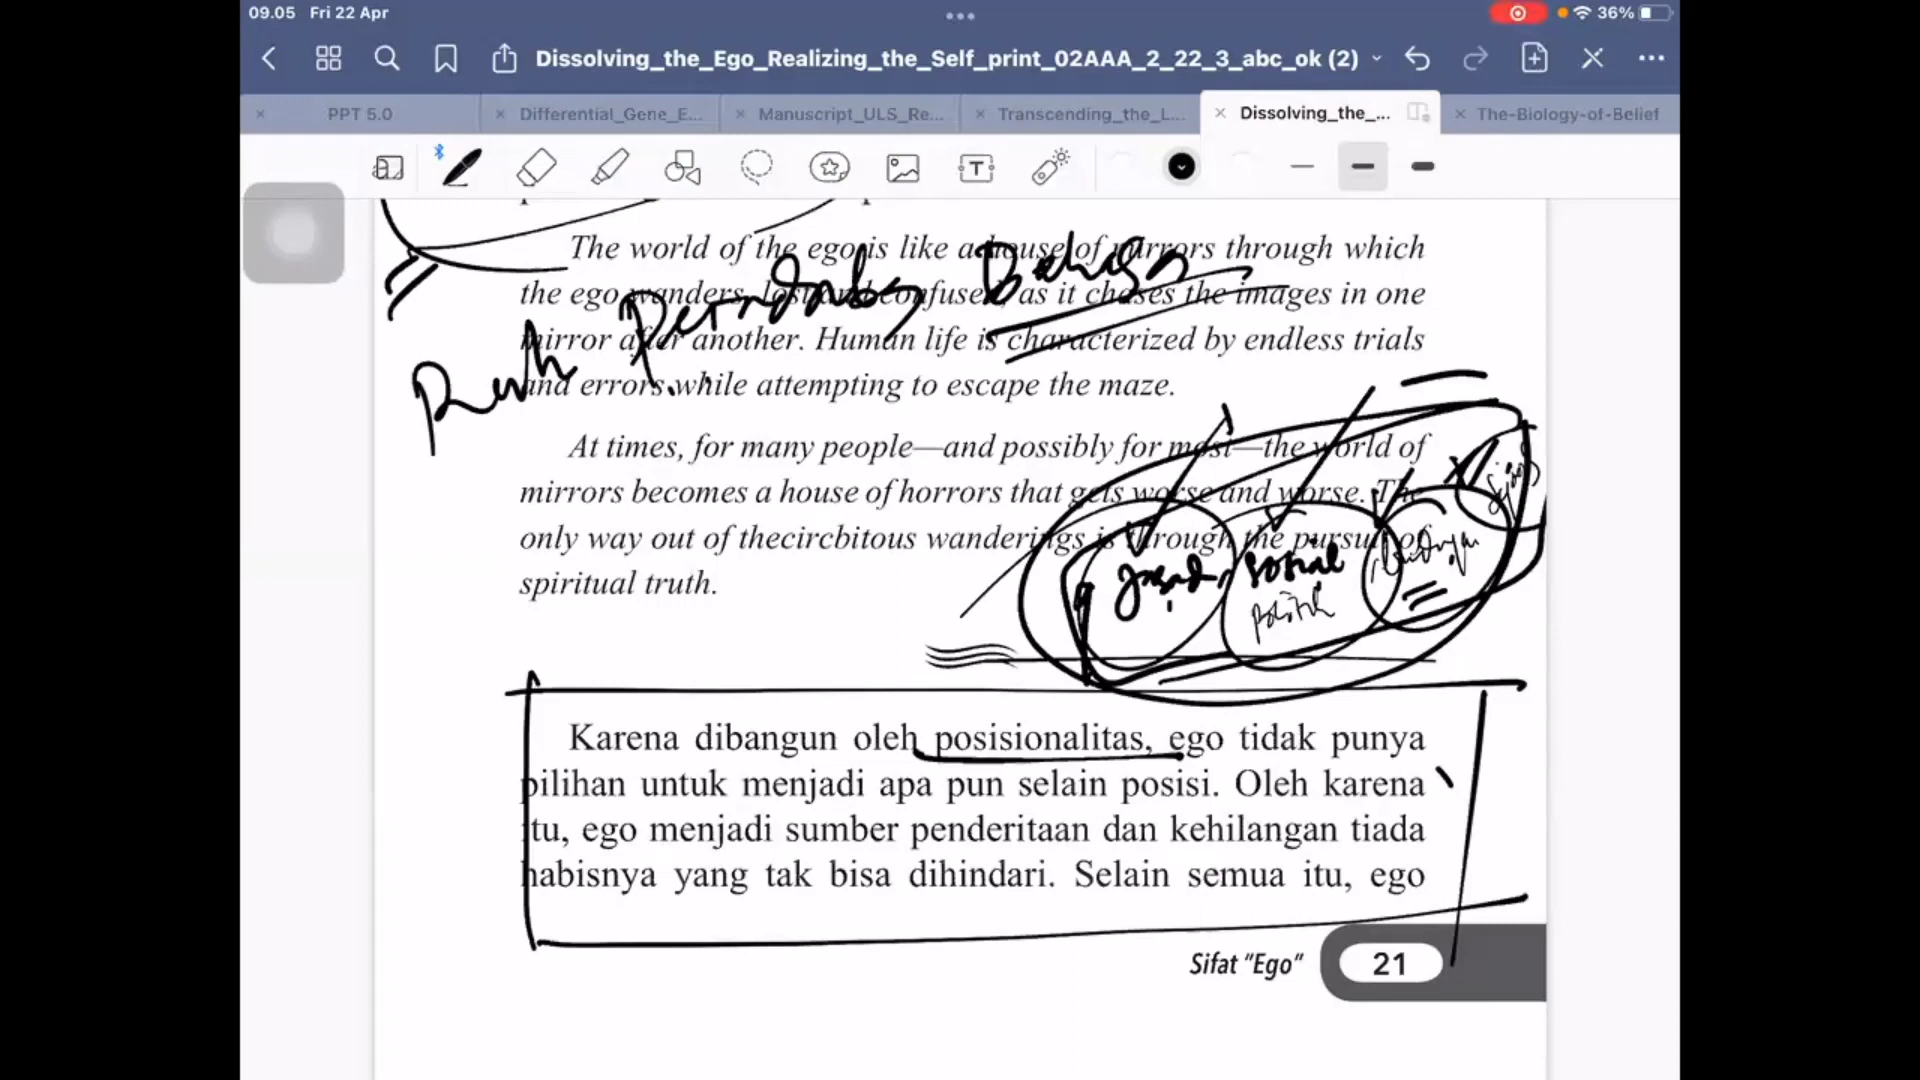 09.05 Fri 22 Apr
36%
Dissolving_the_Ego_Realizing_the_Self_print_02AAA_2_22_3_abc_ok (2)
PPT 5.0
Differential_Gene_E...
Manuscript_ULS_Re...
Transcending_the_L...
Dissolving_the_...
The-Biology-of-Belief
The world of the ego is like a house of mirrors through which
the ego wanders, lost and confused, as it chases the images in one
mirror after another. Human life is characterized by endless trials
and errors while attempting to escape the maze.
At times, for many people—and possibly for most—the world of
mirrors becomes a house of horrors that gets worse and worse. The
only way out of thecircbitous wanderings is through the pursuit of
spiritual truth.
sosial
politik
Karena dibangun oleh posisionalitas, ego tidak punya
pilihan untuk menjadi apa pun selain posisi. Oleh karena
itu, ego menjadi sumber penderitaan dan kehilangan tiada
habisnya yang tak bisa dihindari. Selain semua itu, ego
Sifat "Ego"
21